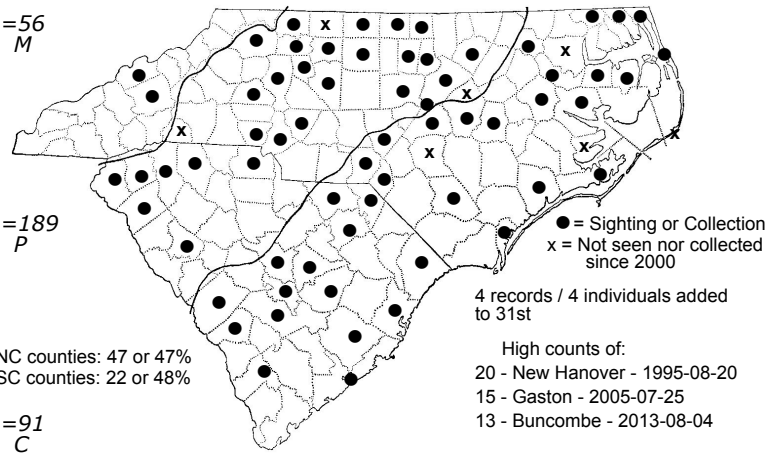 =56
M
● = Sighting or Collection
x = Not seen nor collected
since 2000
=189
P
4 records / 4 individuals added
to 31st
High counts of:
20 - New Hanover - 1995-08-20
15 - Gaston - 2005-07-25
13 - Buncombe - 2013-08-04
NC counties: 47 or 47%
SC counties: 22 or 48%
=91
C